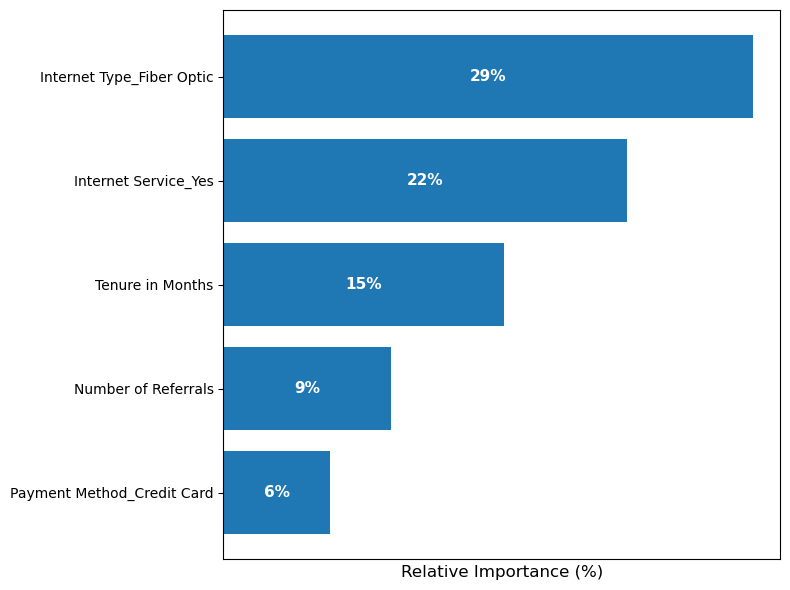 Internet Type_Fiber Optic
29%
Internet Service_Yes
22%
Tenure in Months
15%
Number of Referrals
9%
Payment Method_Credit Card
6%
Relative Importance (%)